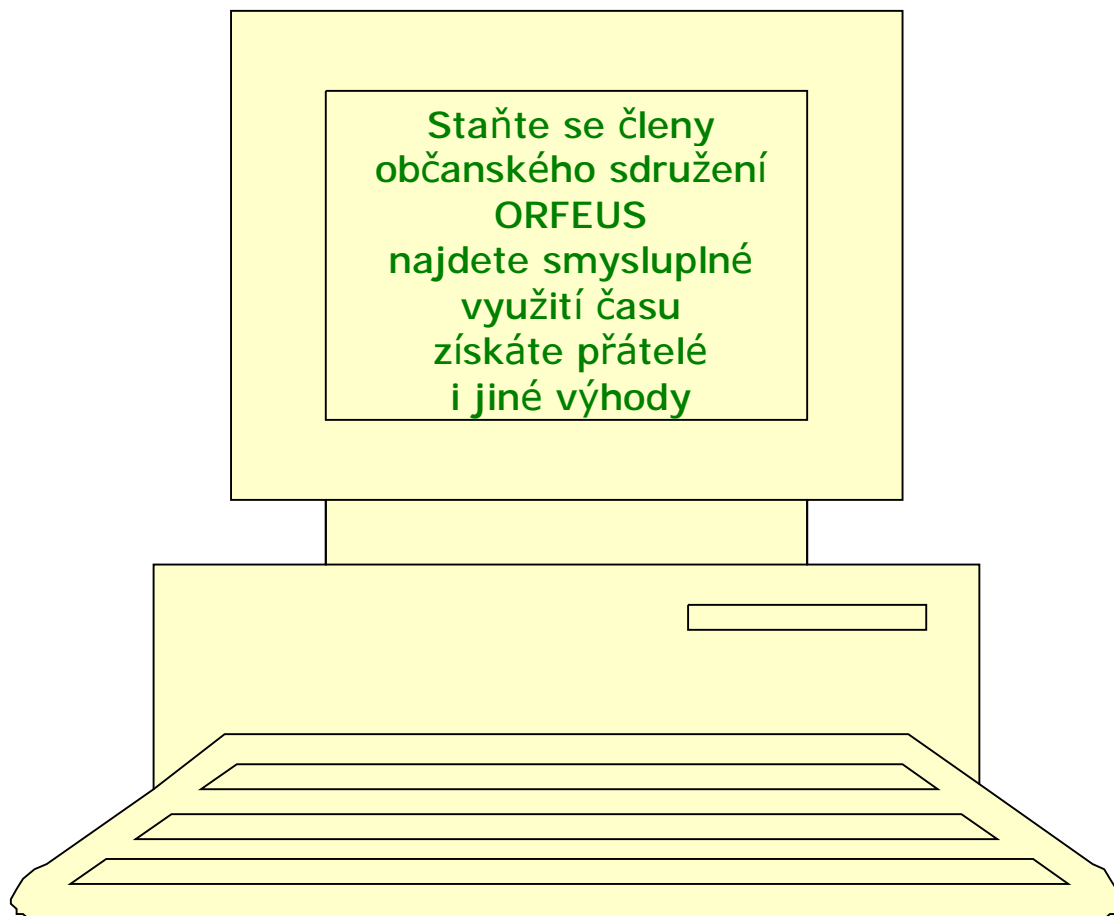 Staňte se členy
občanského sdružení
ORFEUS
najdete smysluplné
využití času
získáte přátelé
i jiné výhody